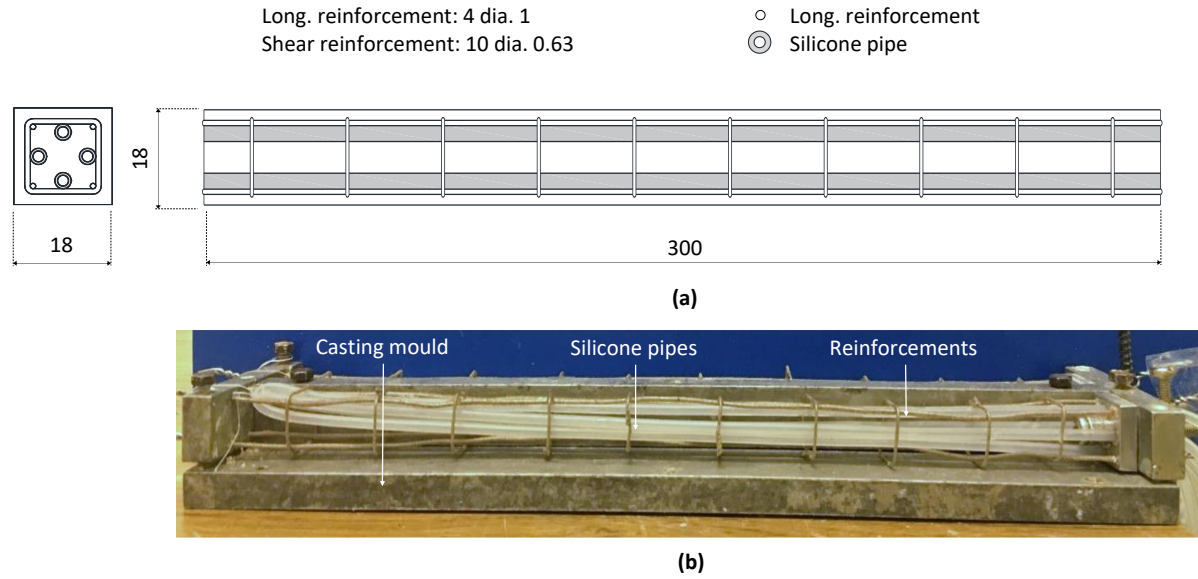 Long. reinforcement: 4 dia. 1
Shear reinforcement: 10 dia. 0.63
Long. reinforcement
Silicone pipe
18
18
300
(a)
Casting mould
Silicone pipes
Reinforcements
(b)